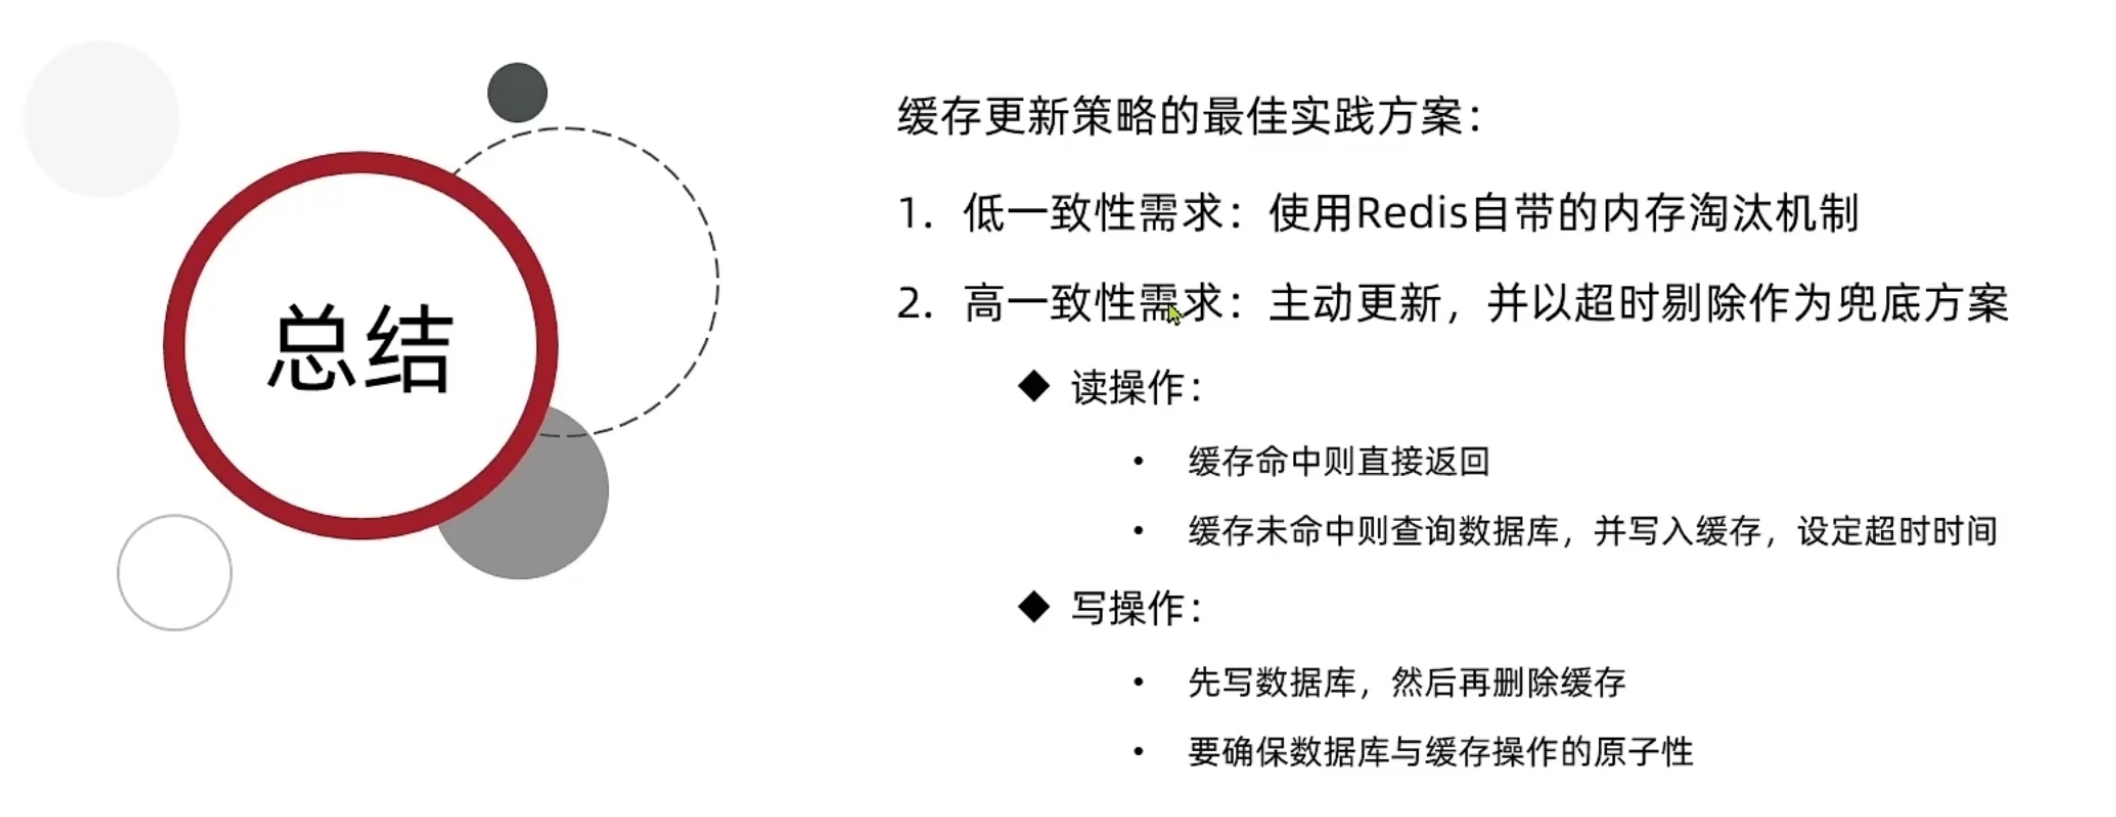 总结
缓存更新策略的最佳实践方案：
1. 低一致性需求：使用Redis自带的内存淘汰机制
2. 高一致性需求：主动更新，并以超时剔除作为兜底方案
◆ 读操作：
• 缓存命中则直接返回
• 缓存未命中则查询数据库，并写入缓存，设定超时时间
◆ 写操作：
• 先写数据库，然后再删除缓存
• 要确保数据库与缓存操作的原子性